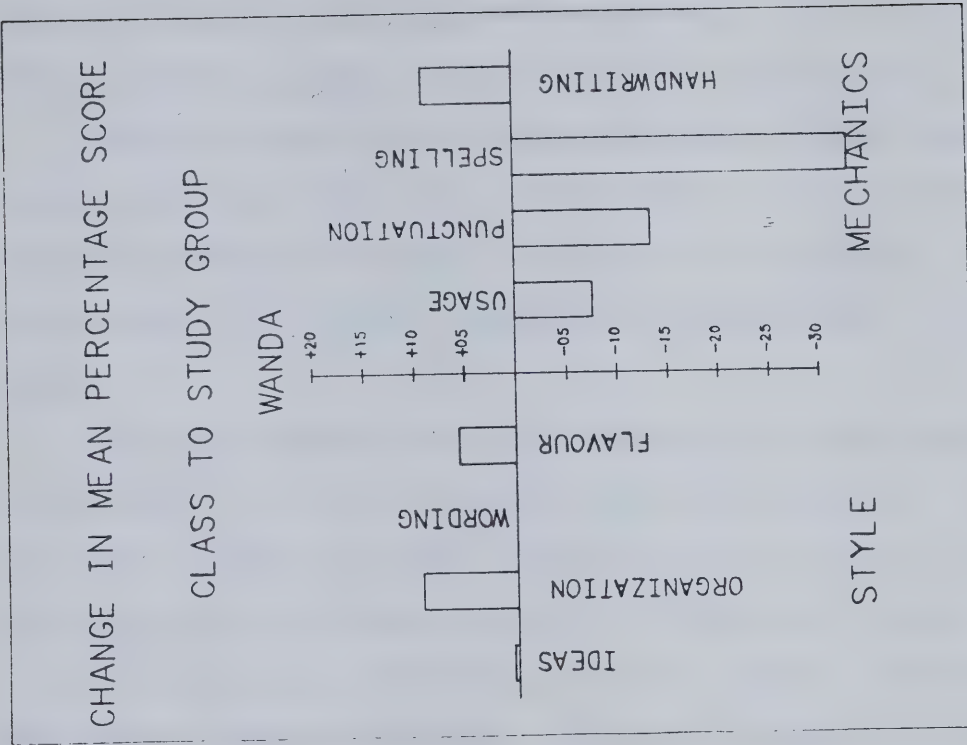 CHANGE IN MEAN PERCENTAGE SCORE
CLASS TO STUDY GROUP
WANDA
+20
+15
+10
+05
-05
-10
-15
-20
-25
-30
IDEAS
ORGANIZATION
WORDING
FLAVOUR
USAGE
PUNCTUATION
SPELLING
HANDWRITING
STYLE
MECHANICS